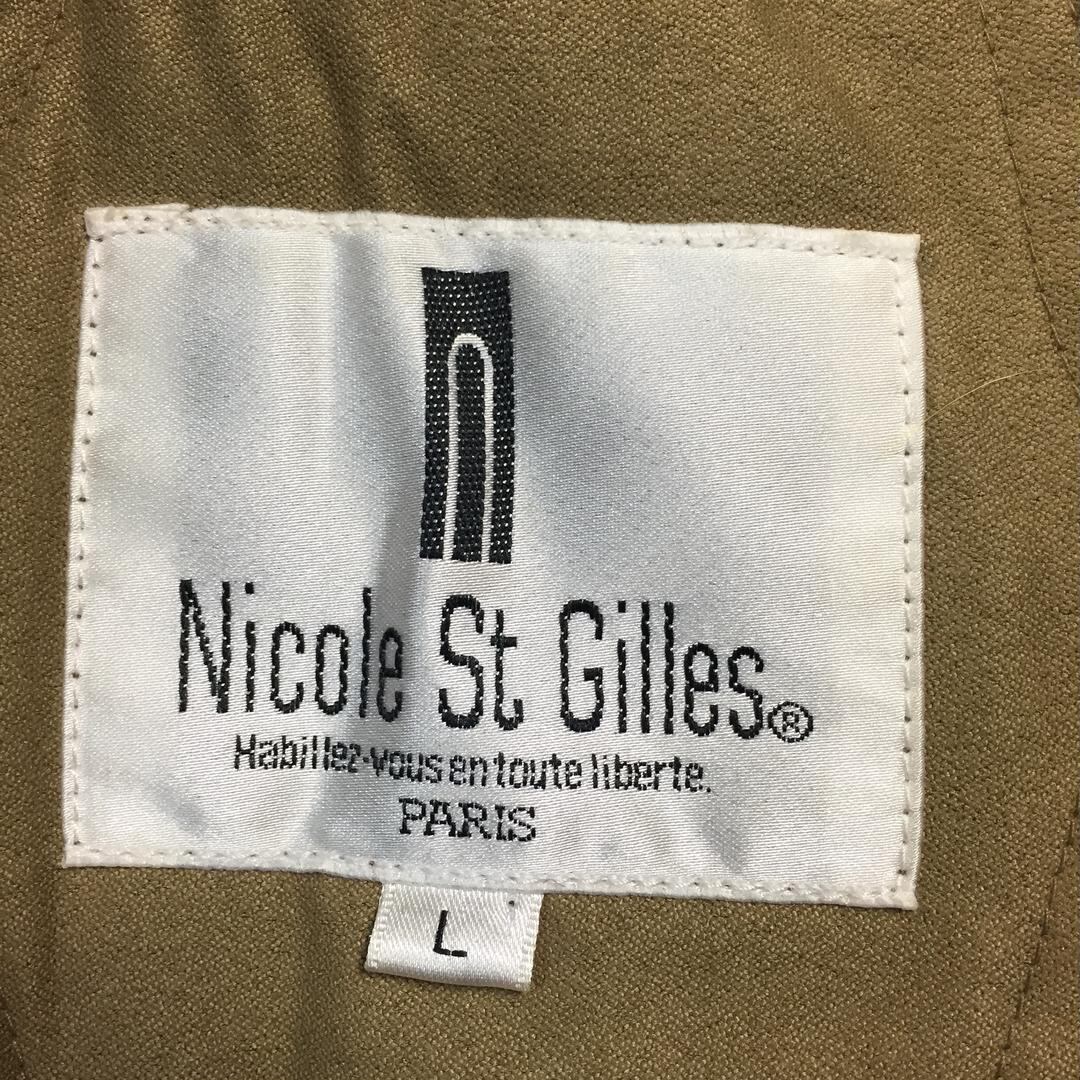 Nicole St Gilles®
Habillez-vous en toute liberte.
PARIS
L